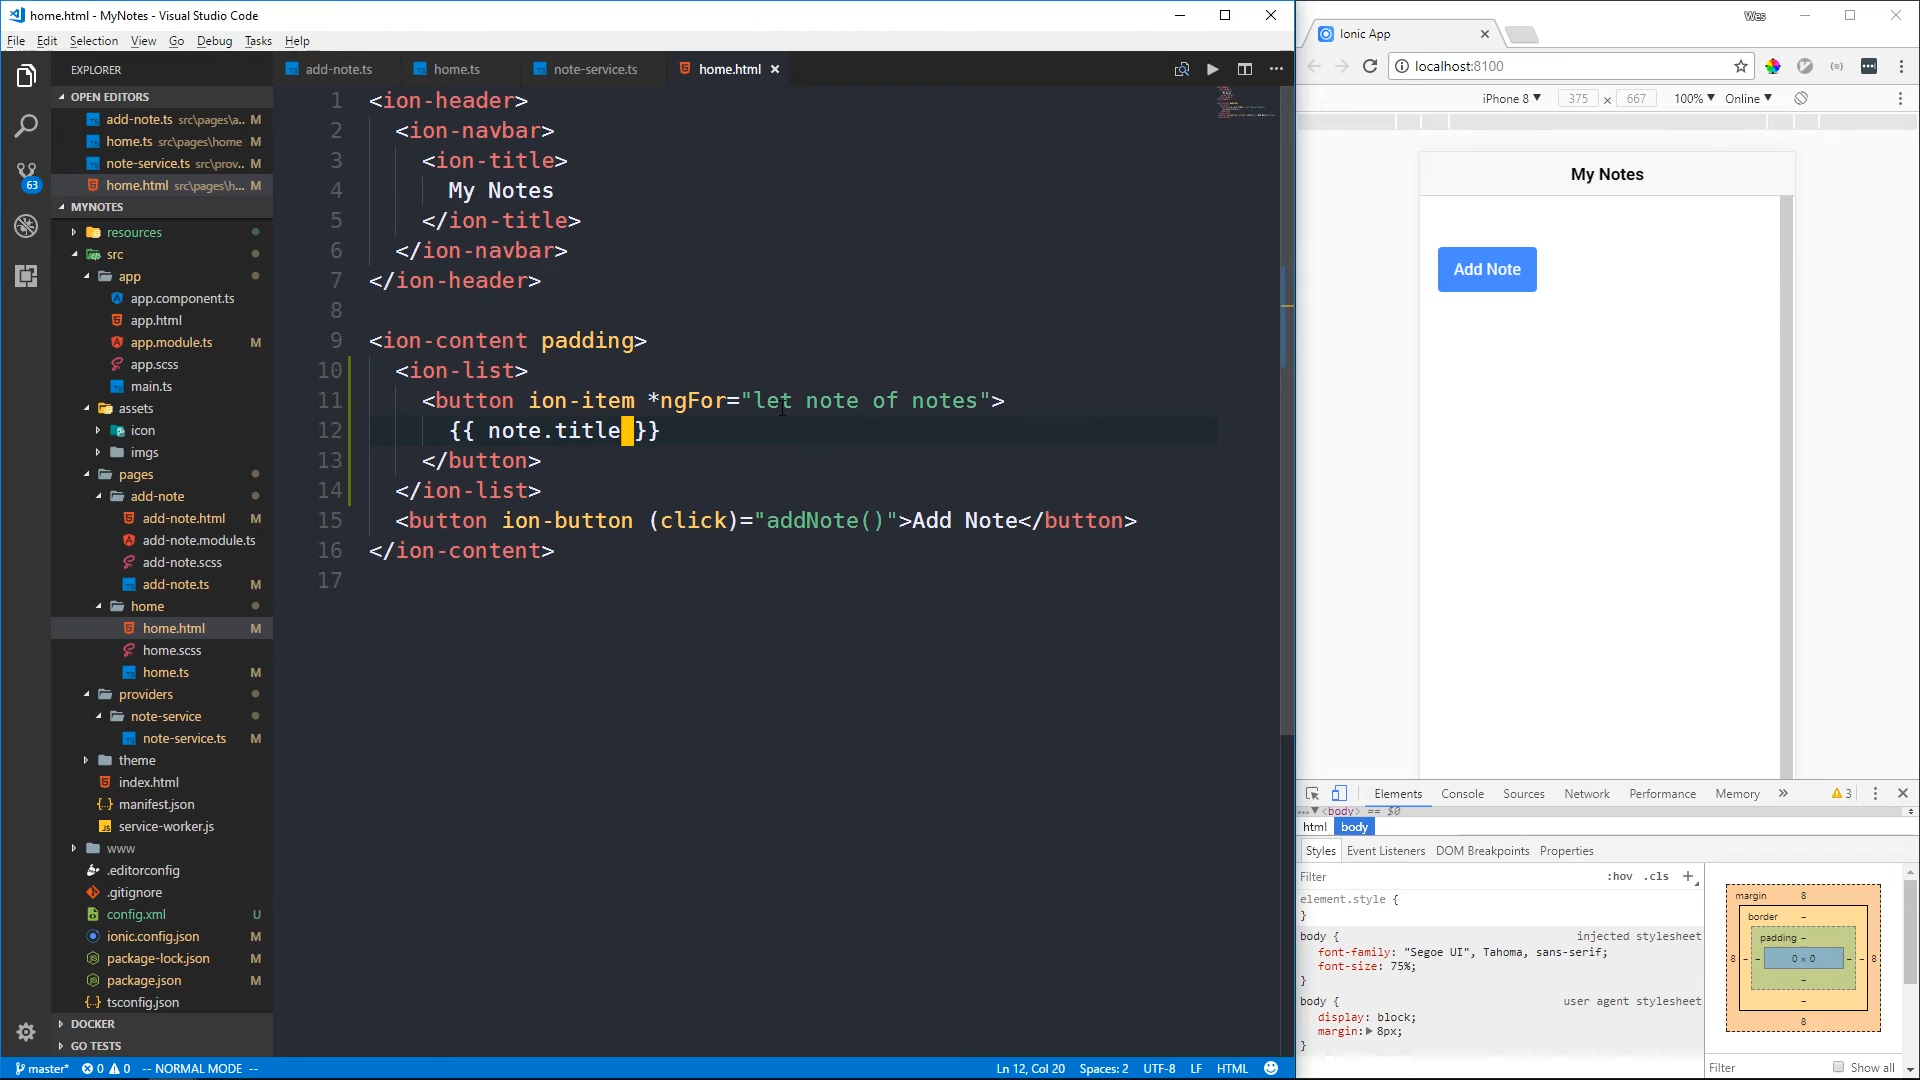 home.html - MyNotes - Visual Studio Code
File Edit Selection View Go Debug Tasks Help
EXPLORER
OPEN EDITORS
add-note.ts src\pages\a... M
home.ts src\pages\home M
note-service.ts src\prov... M
home.html src\pages\h... M
MYNOTES
resources
src
app
app.component.ts
app.html
app.module.ts M
app.scss
main.ts
assets
icon
imgs
pages
add-note
add-note.html M
add-note.module.ts M
add-note.scss
add-note.ts M
home
home.html M
home.scss
home.ts M
providers
note-service
note-service.ts M
theme
index.html
manifest.json
service-worker.js
www
.editorconfig
.gitignore
config.xml U
ionic.config.json M
package-lock.json M
package.json M
tsconfig.json
DOCKER
GO TESTS
63
add-note.ts home.ts note-service.ts home.html
1 <ion-header>
2 <ion-navbar>
3 <ion-title>
4 My Notes
5 </ion-title>
6 </ion-navbar>
7 </ion-header>
8
9 <ion-content padding>
10 <ion-list>
11 <button ion-item *ngFor="let note of notes">
12 {{ note.title }}
13 </button>
14 </ion-list>
15 <button ion-button (click)="addNote()">Add Note</button>
16 </ion-content>
17
master* 0 0 -- NORMAL MODE -- Ln 12, Col 20 Spaces: 2 UTF-8 LF HTML
Wes
Ionic App
localhost:8100
iPhone 8 375 x 667 100% Online
My Notes
Add Note
Elements Console Sources Network Performance Memory » 3
... <body> == $0
html body
Styles Event Listeners DOM Breakpoints Properties
Filter :hov .cls +
element.style {
}
body { injected stylesheet
font-family: "Segoe UI", Tahoma, sans-serif;
font-size: 75%;
}
body { user agent stylesheet
display: block;
margin: 8px;
}
margin 8
border –
padding –
8 – – 0 × 0 – – 8
–
–
8
Filter Show all